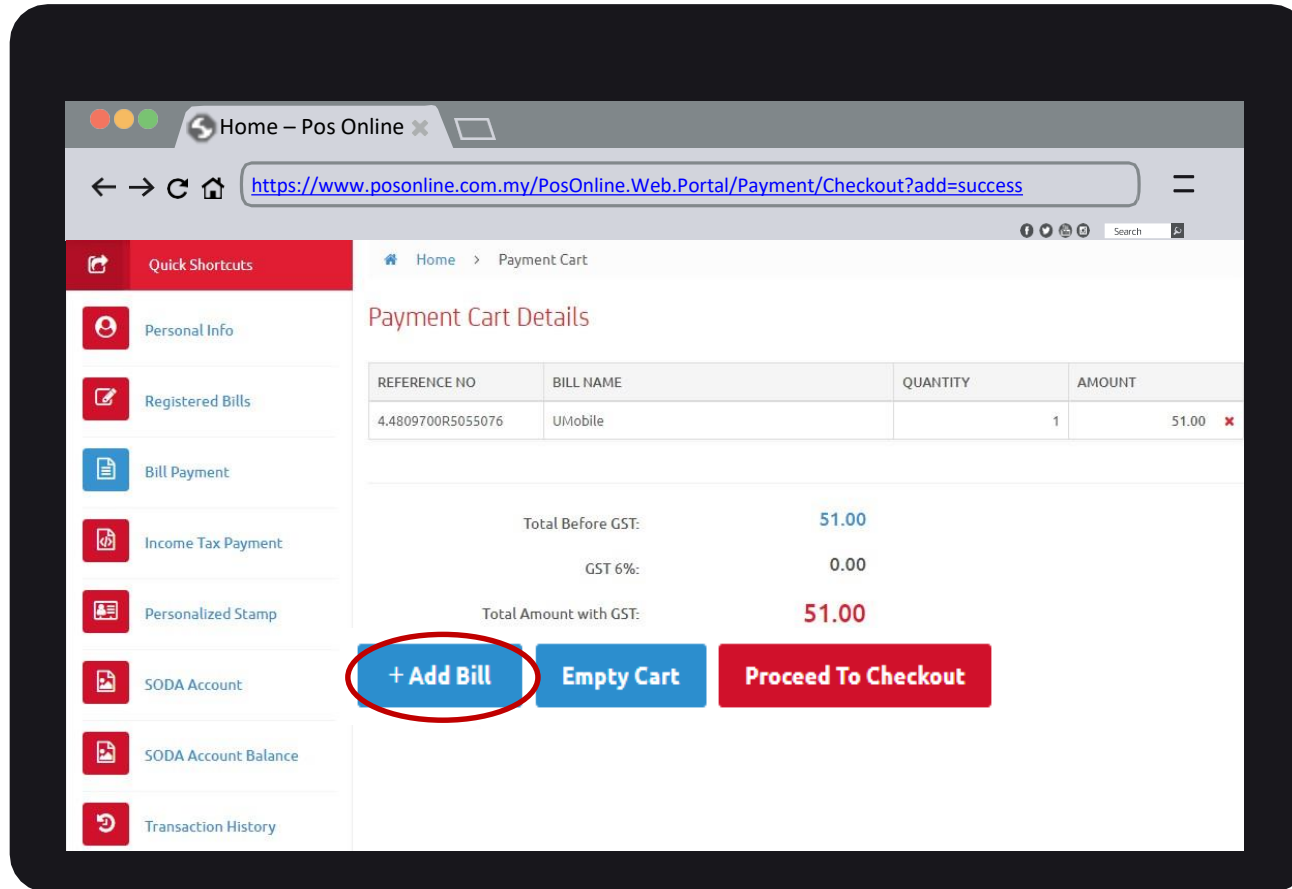 Home – Pos Online
https://www.posonline.com.my/PosOnline.Web.Portal/Payment/Checkout?add=success
Search
Quick Shortcuts
Personal Info
Registered Bills
Bill Payment
Income Tax Payment
Personalized Stamp
SODA Account
SODA Account Balance
Transaction History
Home > Payment Cart
Payment Cart Details
REFERENCE NO BILL NAME QUANTITY AMOUNT
4.4809700R5055076 UMobile 1 51.00
Total Before GST: 51.00
GST 6%: 0.00
Total Amount with GST: 51.00
+ Add Bill Empty Cart Proceed To Checkout